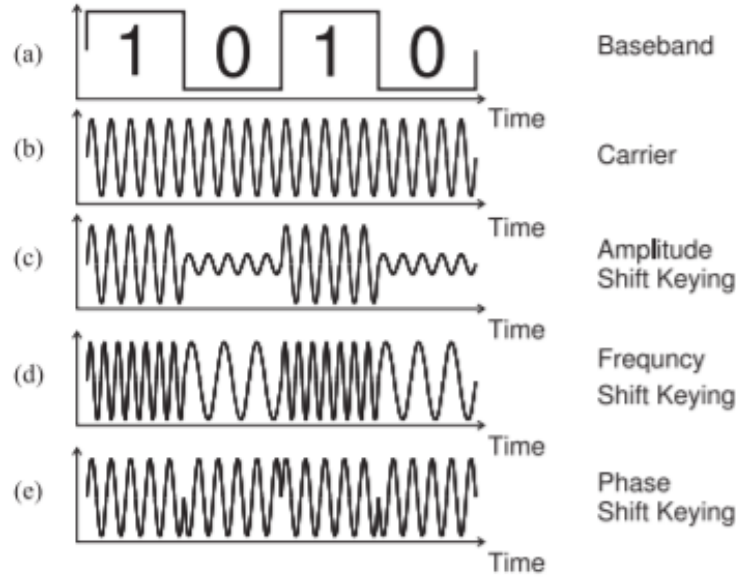 (a) 1 0 1 0 Baseband
Time
(b) Carrier
Time
(c) Amplitude
Shift Keying
Time
(d) Frequncy
Shift Keying
Time
(e) Phase
Shift Keying
Time